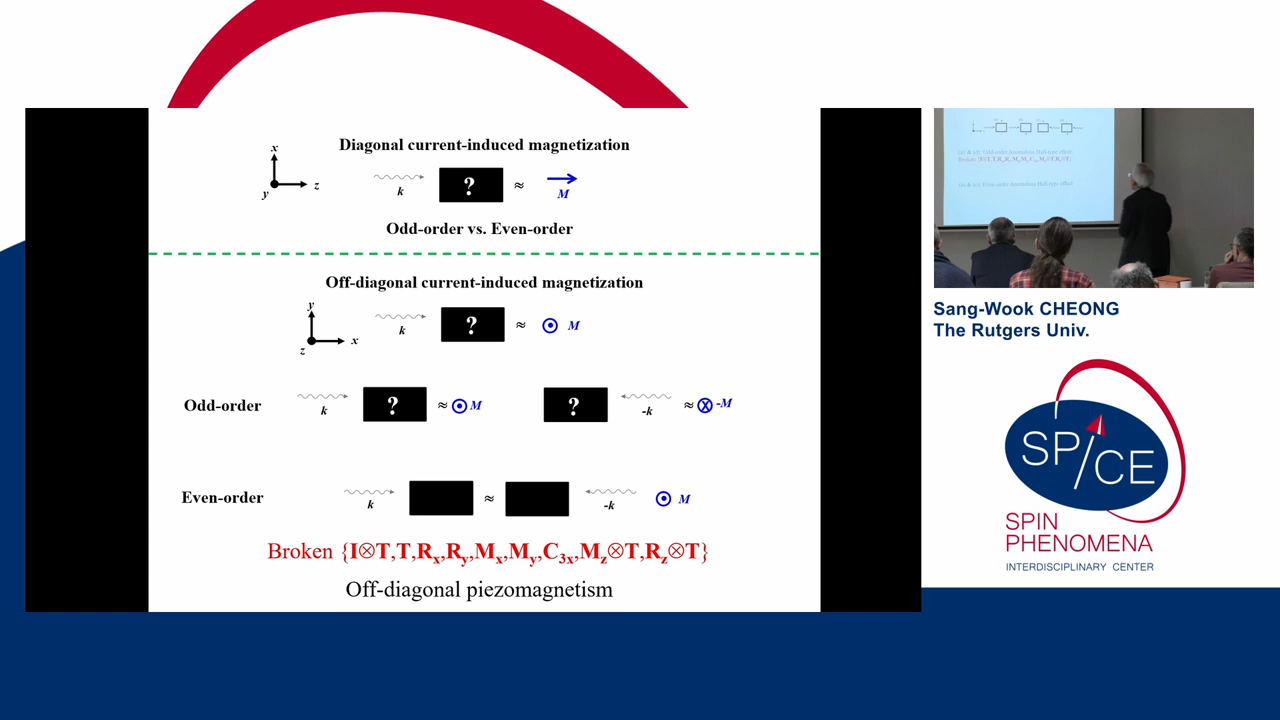 Diagonal current-induced magnetization
x
y
z
k
?
≈
M
Odd-order vs. Even-order
Off-diagonal current-induced magnetization
y
z
x
k
?
≈
M
Odd-order
k
?
≈
M
?
-k
≈
-M
Even-order
k
≈
-k
M
Broken {I⊗T,T,Rx,Ry,Mx,My,C3x,Mz⊗T,Rz⊗T}
Off-diagonal piezomagnetism
Sang-Wook CHEONG
The Rutgers Univ.
SP/CE
SPIN
PHENOMENA
INTERDISCIPLINARY CENTER